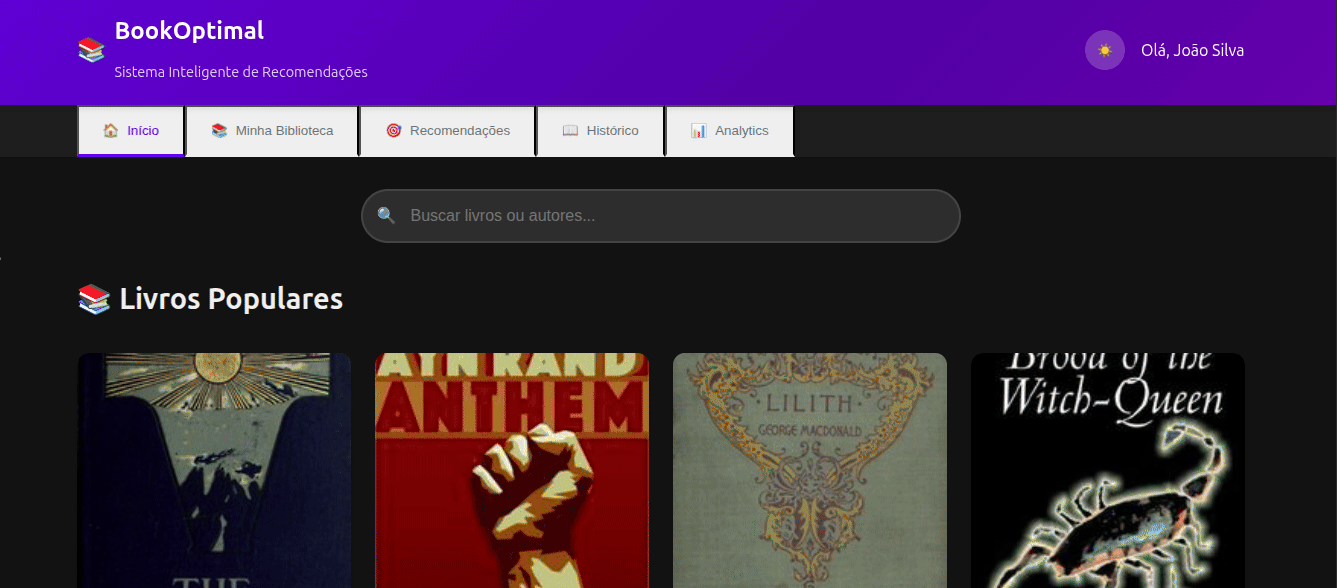 BookOptimal
Sistema Inteligente de Recomendações
Olá, João Silva
Início
Minha Biblioteca
Recomendações
Histórico
Analytics
Buscar livros ou autores...
Livros Populares
THE
AYN RAND
ANTHEM
·LILITH·
GEORGE MACDONALD
Brood of the
Witch-Queen